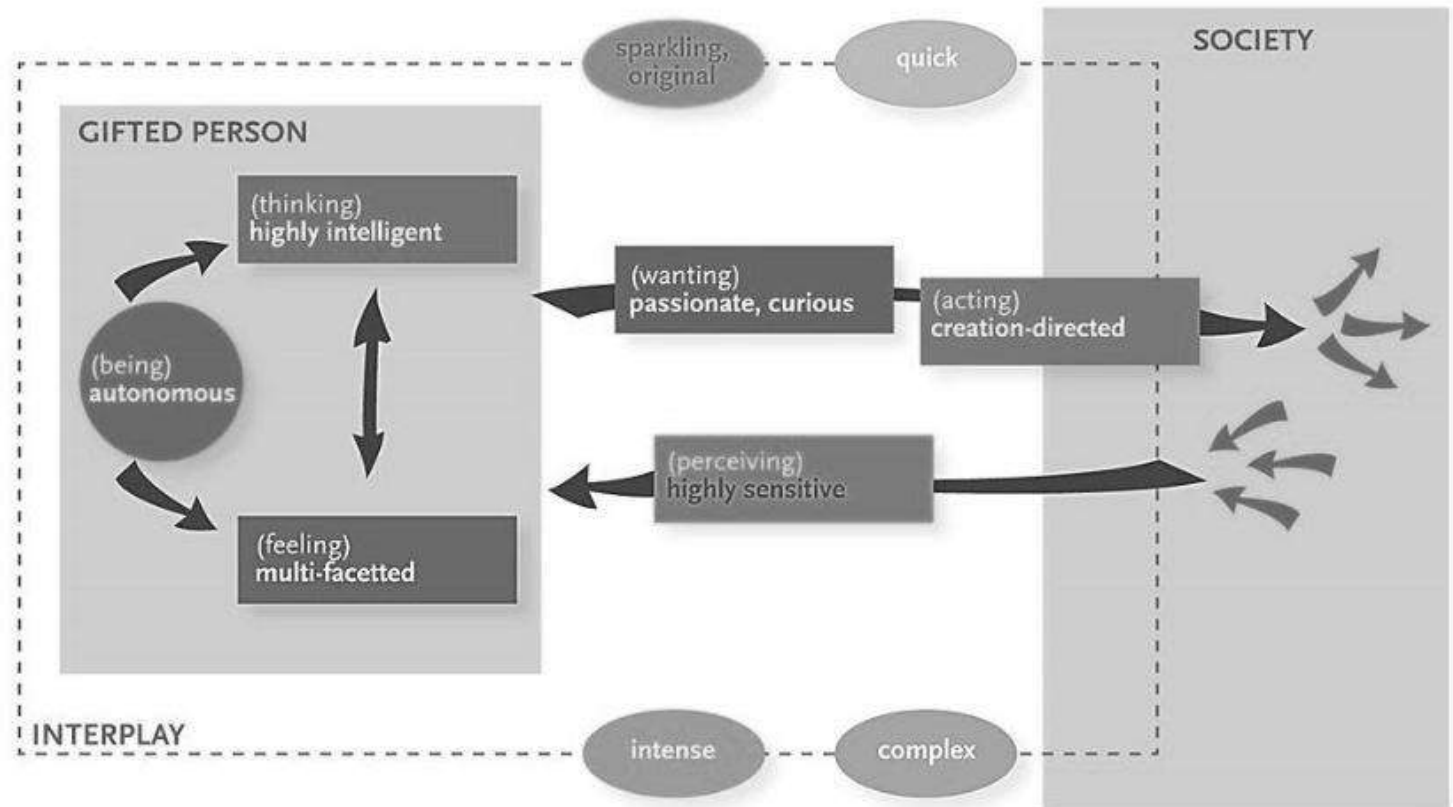 sparkling,
original
quick
SOCIETY
GIFTED PERSON
(thinking)
highly intelligent
(wanting)
passionate, curious
(acting)
creation-directed
(being)
autonomous
(perceiving)
highly sensitive
(feeling)
multi-facetted
INTERPLAY
intense
complex